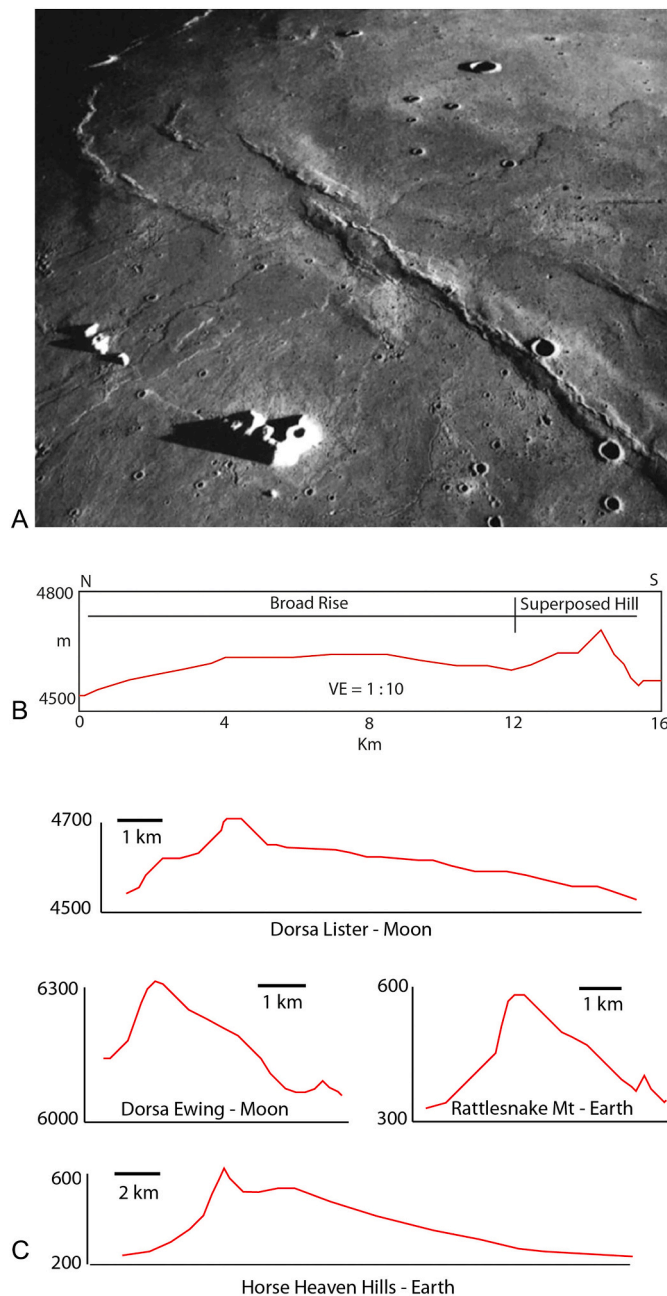 A
N S
4800
Broad Rise Superposed Hill
m
VE = 1 : 10
4500
B
0 4 8 12 16
Km
4700
1 km
4500
Dorsa Lister - Moon
6300
1 km
6000
Dorsa Ewing - Moon
600
1 km
300
Rattlesnake Mt - Earth
600
2 km
C
200
Horse Heaven Hills - Earth